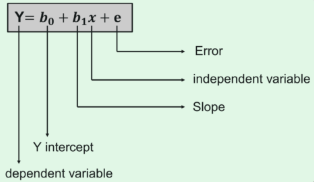 Y= b₀ + b₁x + e
Error
independent variable
Slope
Y intercept
dependent variable